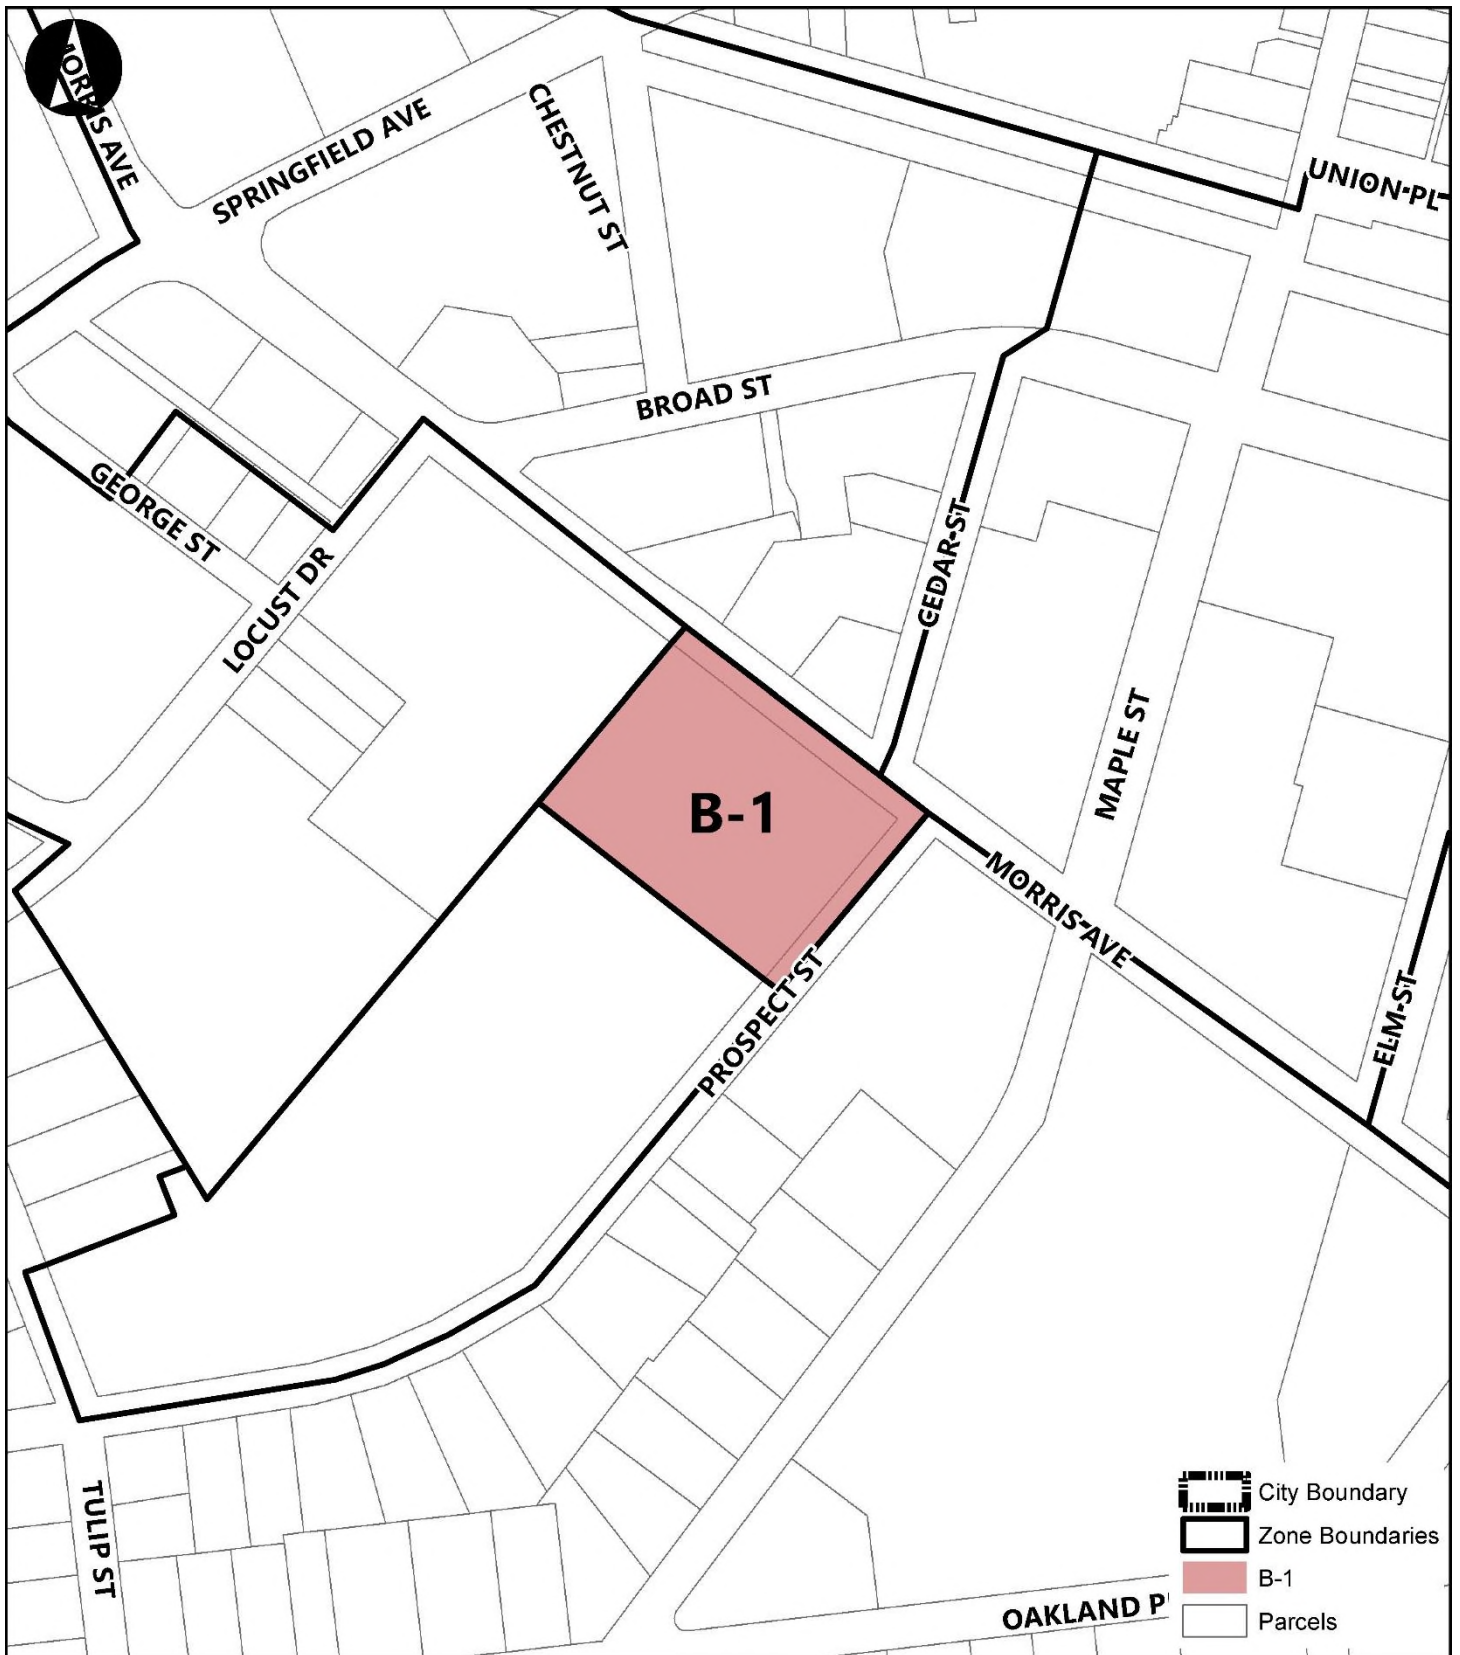 MORRIS AVE
SPRINGFIELD AVE
CHESTNUT ST
UNION PL
BROAD ST
GEORGE ST
LOCUST DR
CEDAR ST
MAPLE ST
B-1
MORRIS AVE
PROSPECT ST
ELM ST
TULIP ST
OAKLAND P
City Boundary
Zone Boundaries
B-1
Parcels